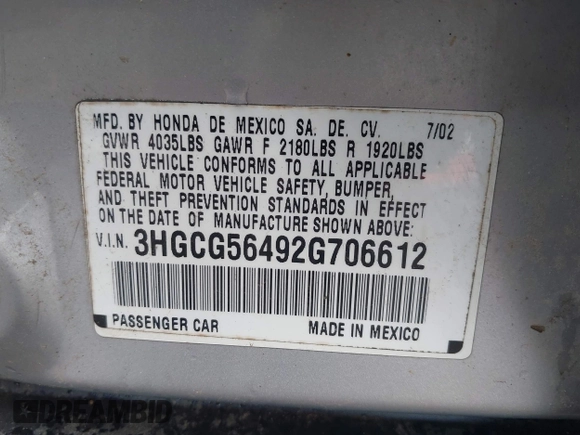 MFD. BY HONDA DE MEXICO SA. DE. CV. 7/02
GVWR 4035LBS GAWR F 2180LBS R 1920LBS
THIS VEHICLE CONFORMS TO ALL APPLICABLE
FEDERAL MOTOR VEHICLE SAFETY, BUMPER,
AND THEFT PREVENTION STANDARDS IN EFFECT
ON THE DATE OF MANUFACTURE SHOWN ABOVE.
V.I.N. 3HGCG56492G706612
PASSENGER CAR MADE IN MEXICO
DREAMBID